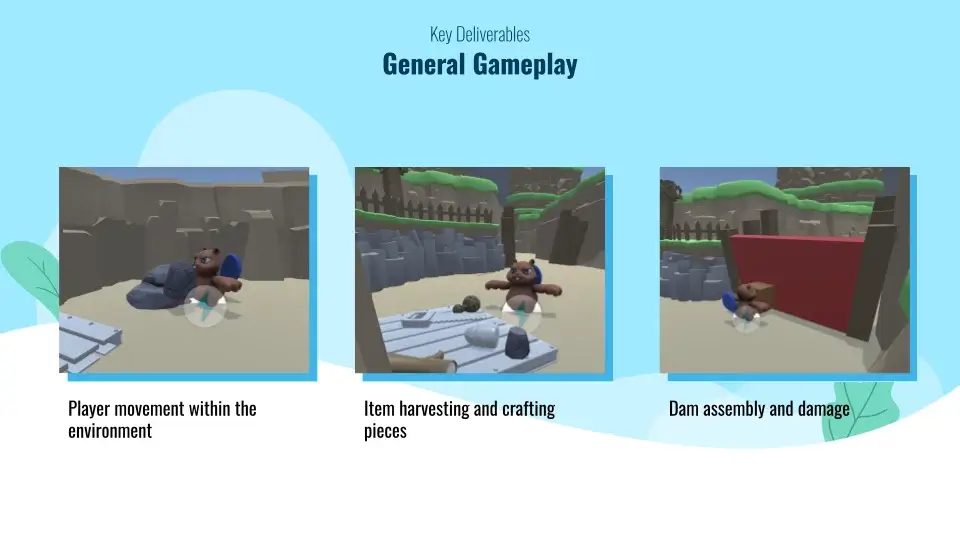 Key Deliverables
General Gameplay
Player movement within the
environment
Item harvesting and crafting
pieces
Dam assembly and damage